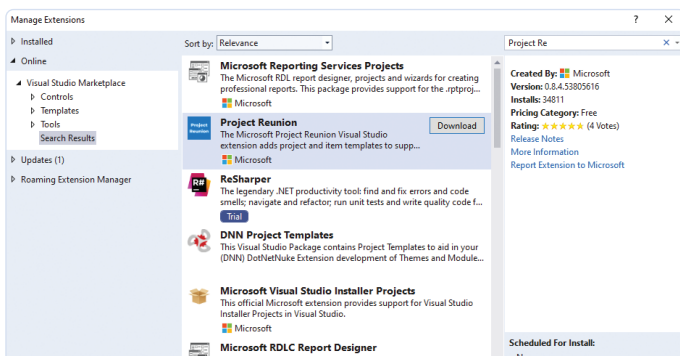 Manage Extensions
? ×
Installed
Online
Visual Studio Marketplace
Controls
Templates
Tools
Search Results
Updates (1)
Roaming Extension Manager
Sort by: Relevance
Microsoft Reporting Services Projects
The Microsoft RDL report designer, projects and wizards for creating
professional reports. This package provides support for the .rptproj...
Microsoft
Project
Reunion
Project Reunion
Download
The Microsoft Project Reunion Visual Studio
extension adds project and item templates to supp...
Microsoft
R#
ReSharper
The legendary .NET productivity tool: find and fix errors and code
smells; navigate and refactor; run unit tests and write quality code f...
Trial
DNN Project Templates
This Visual Studio Package contains Project Templates to aid in your
(DNN) DotNetNuke Extension development of Themes and Module...
Microsoft Visual Studio Installer Projects
This official Microsoft extension provides support for Visual Studio
Installer Projects in Visual Studio.
Microsoft
Microsoft RDLC Report Designer
Project Re
Created By: Microsoft
Version: 0.8.4.53805616
Installs: 34811
Pricing Category: Free
Rating: ★★★★★ (4 Votes)
Release Notes
More Information
Report Extension to Microsoft
Scheduled For Install: